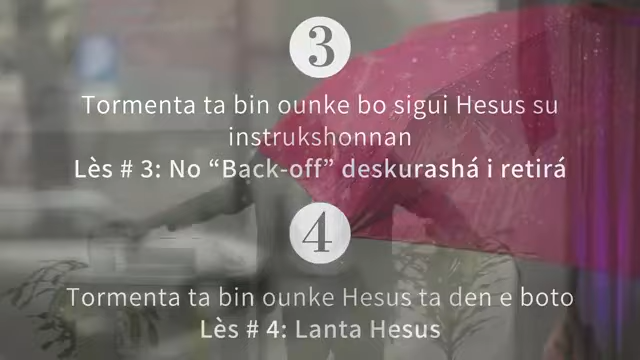 3
Tormenta ta bin ounke bo sigui Hesus su
instrukshonnan
Lès # 3: No “Back-off” deskurashá i retirá
4
Tormenta ta bin ounke Hesus ta den e boto
Lès # 4: Lanta Hesus